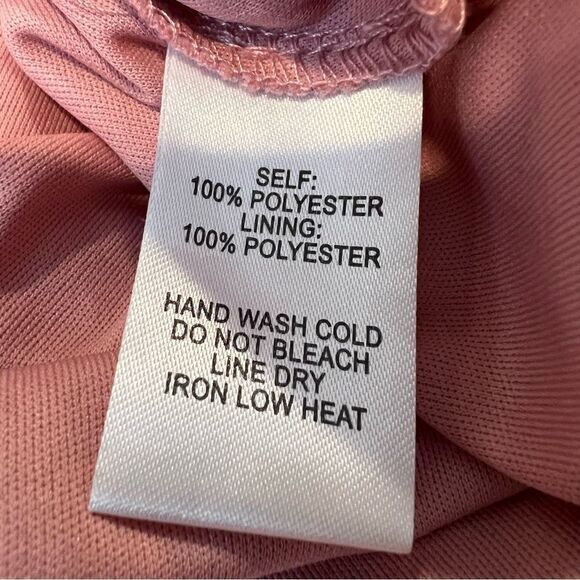 SELF:
100% POLYESTER
LINING:
100% POLYESTER
HAND WASH COLD
DO NOT BLEACH
LINE DRY
IRON LOW HEAT